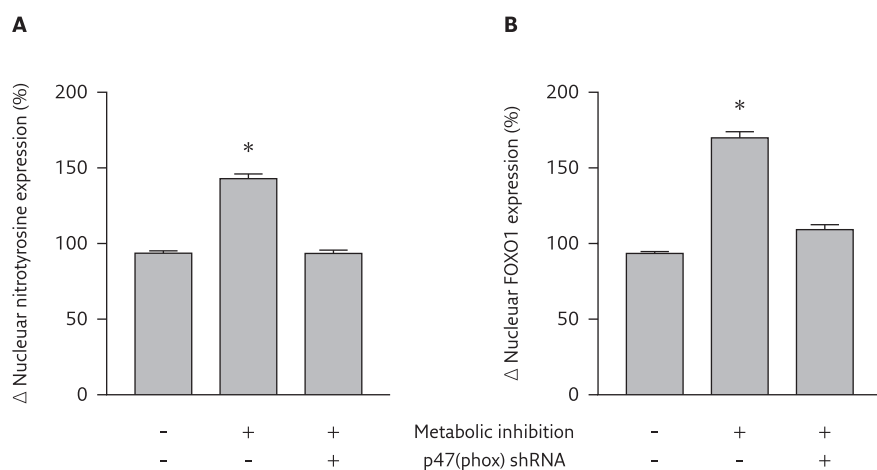 A
B
△ Nucleuar nitrotyrosine expression (%)
200
150
*
100
50
0
△ Nucleuar FOXO1 expression (%)
200
*
150
100
50
0
- + + Metabolic inhibition - + +
- - + p47(phox) shRNA - - +